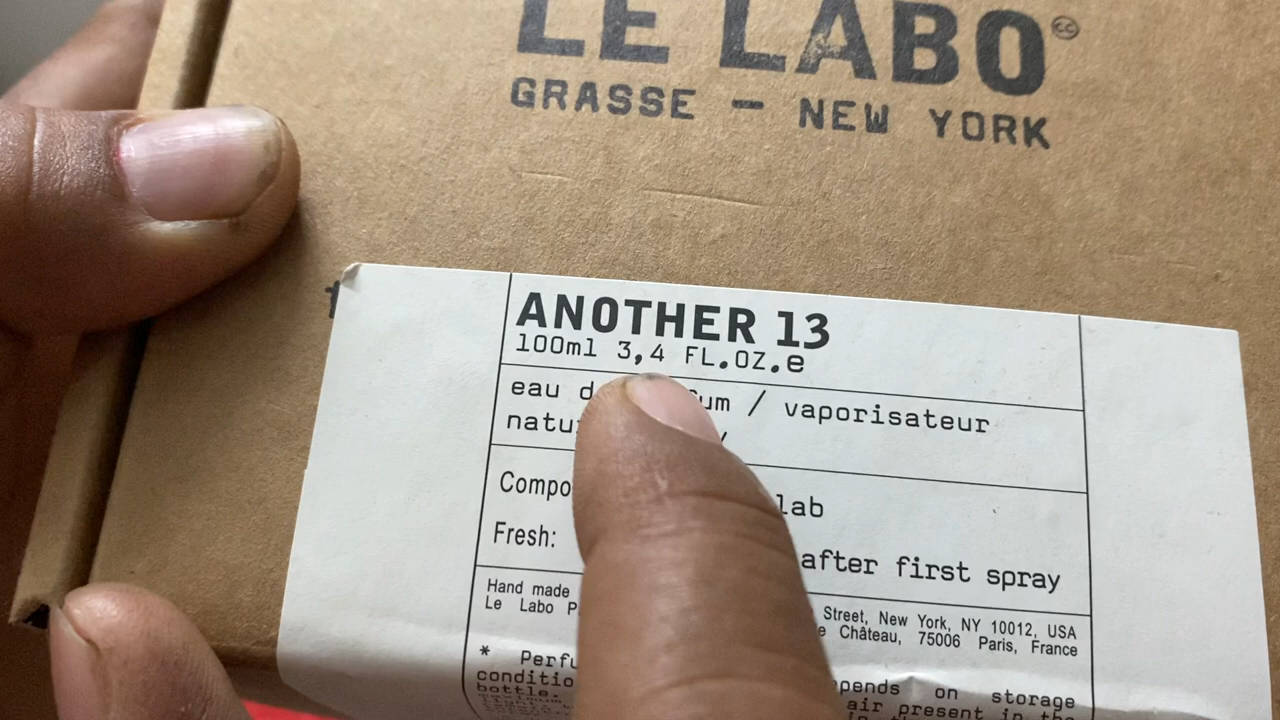 LE LABO
GRASSE — NEW YORK
ANOTHER 13
100ml 3,4 FL.OZ.e
eau d um / vaporisateur
natu /
Compo lab
Fresh: after first spray
Hand made Street, New York, NY 10012, USA
Le Labo P e Château, 75006 Paris, France
* Perfu pends on storage
conditio air present in the
bottle.